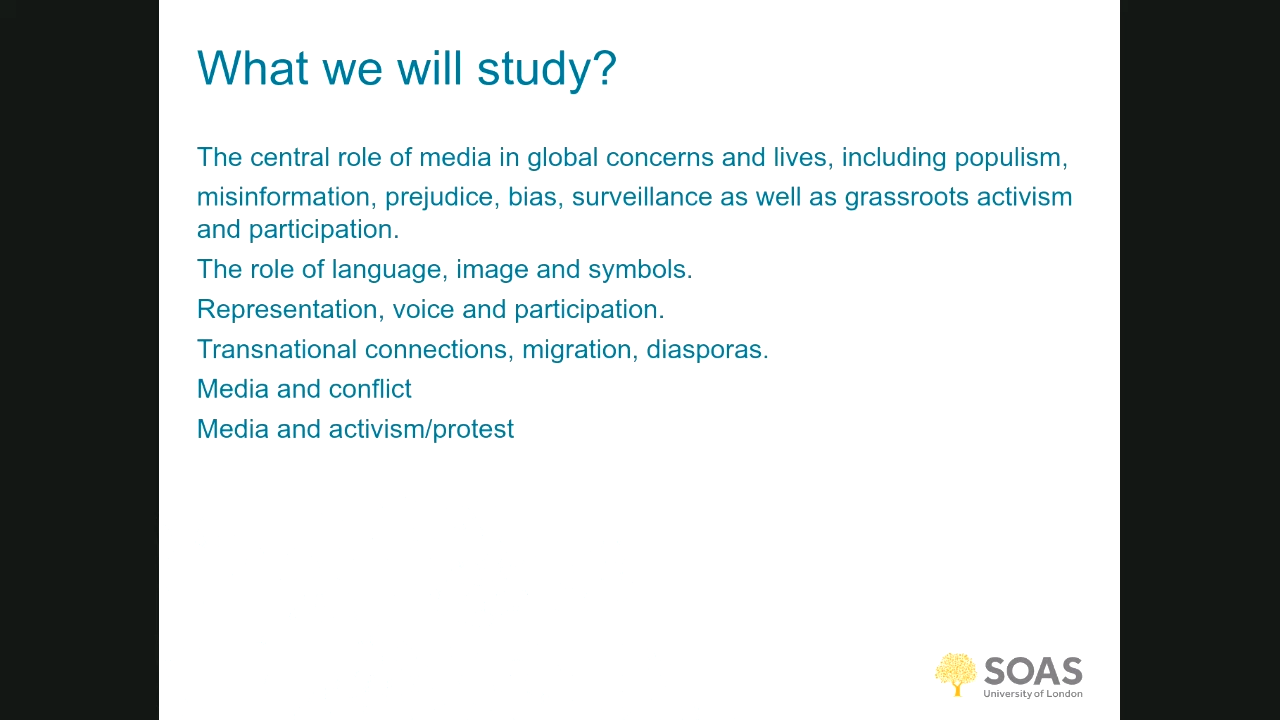 What we will study?
The central role of media in global concerns and lives, including populism,
misinformation, prejudice, bias, surveillance as well as grassroots activism
and participation.
The role of language, image and symbols.
Representation, voice and participation.
Transnational connections, migration, diasporas.
Media and conflict
Media and activism/protest
SOAS
University of London